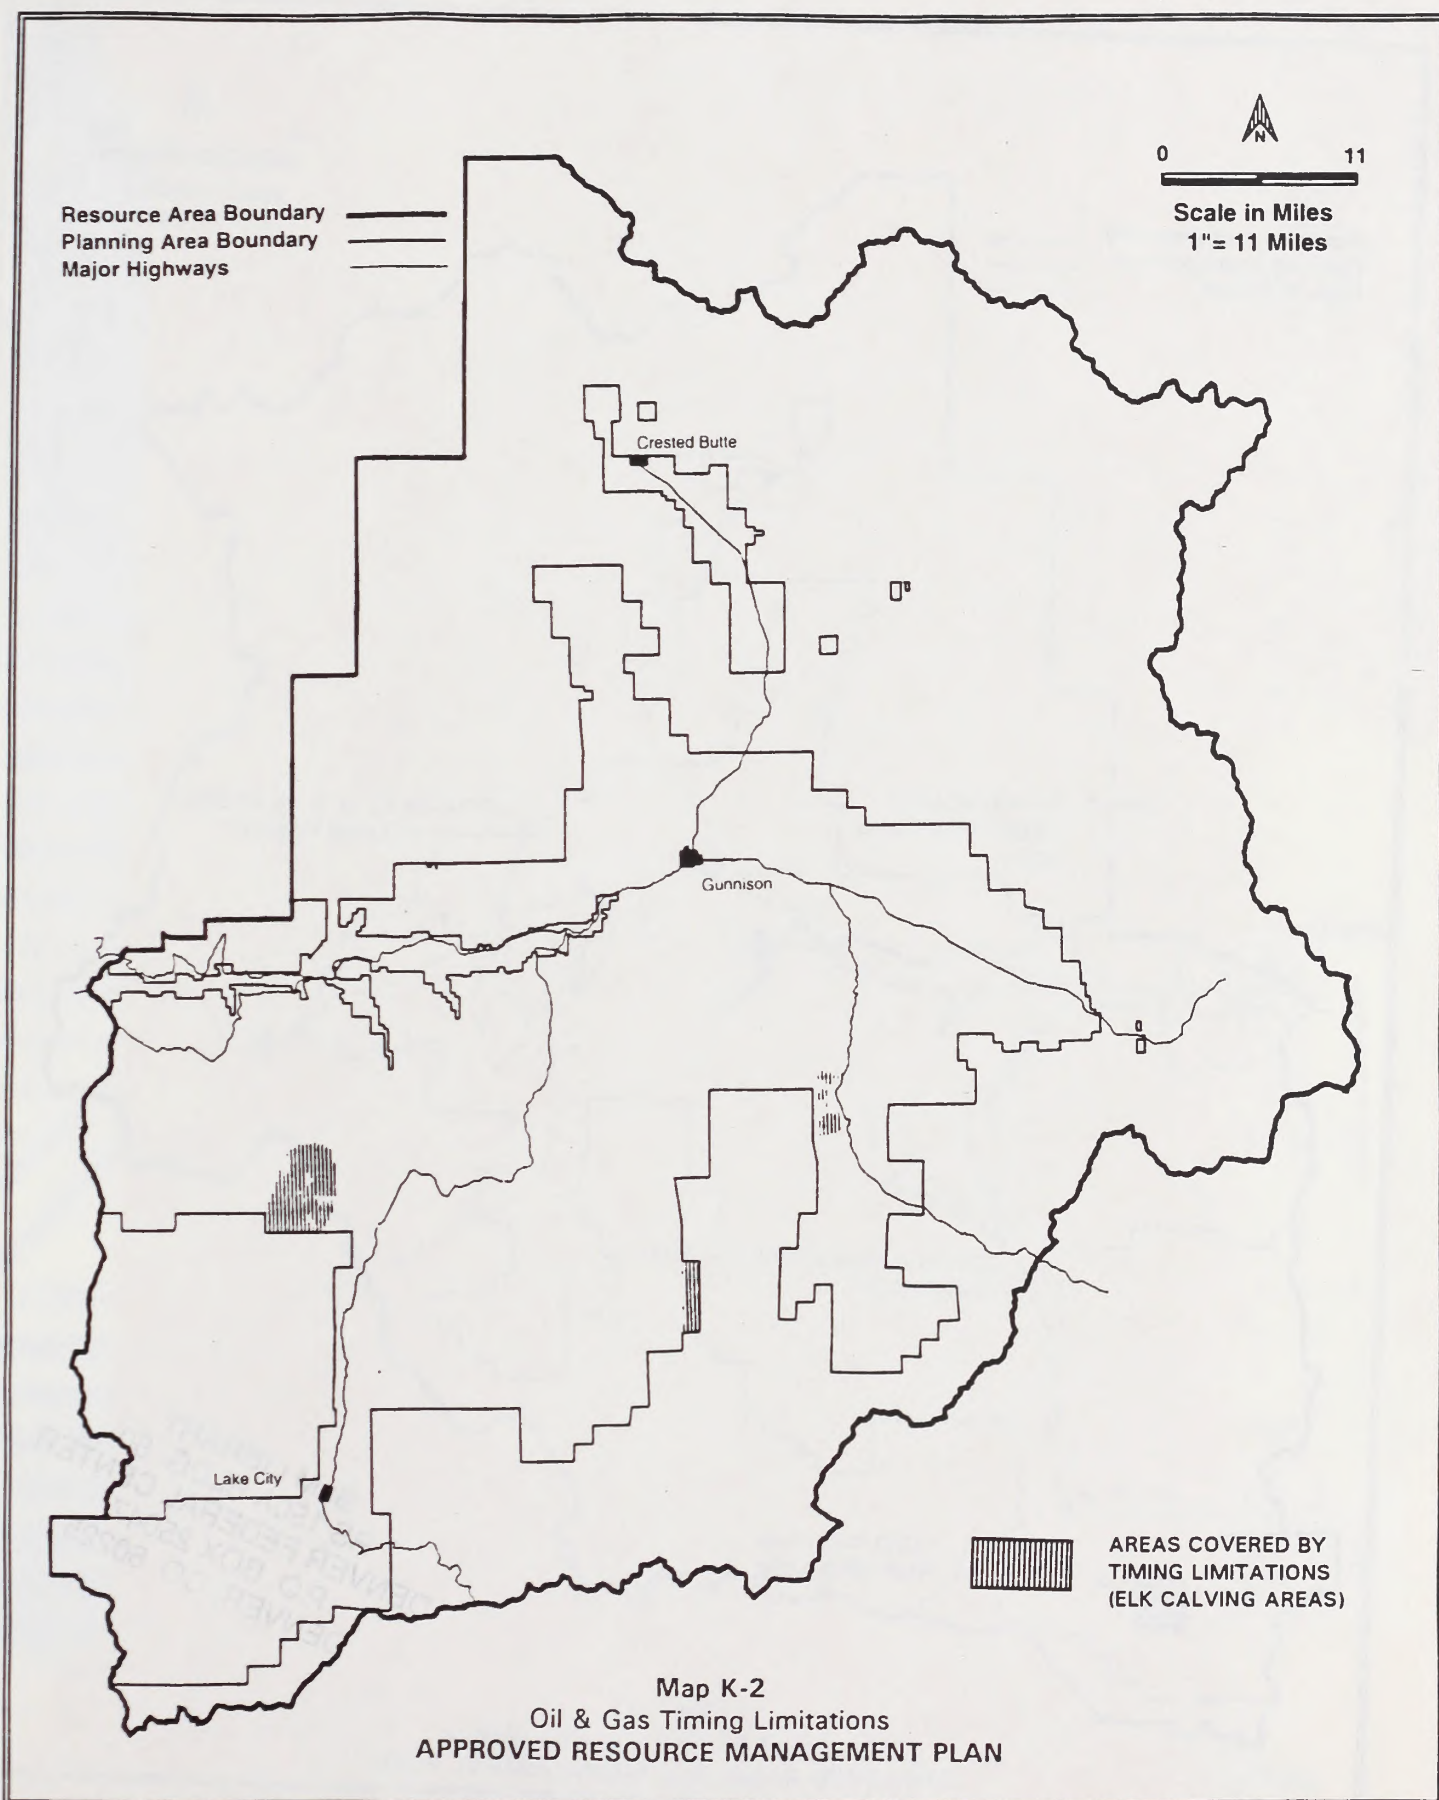 N
0 11
Scale in Miles
1"= 11 Miles
Resource Area Boundary
Planning Area Boundary
Major Highways
Crested Butte
Gunnison
Lake City
AREAS COVERED BY
TIMING LIMITATIONS
(ELK CALVING AREAS)
Map K-2
Oil & Gas Timing Limitations
APPROVED RESOURCE MANAGEMENT PLAN